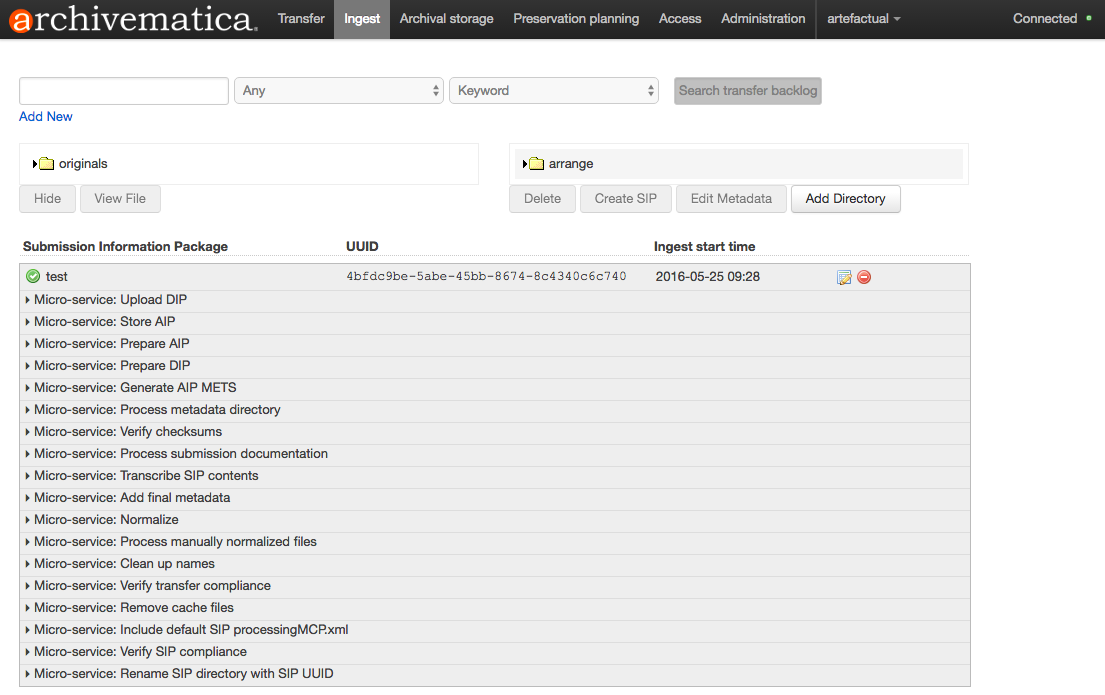 archivematica. Transfer Ingest Archival storage Preservation planning Access Administration artefactual Connected
Any Keyword Search transfer backlog
Add New
originals arrange
Hide View File Delete Create SIP Edit Metadata Add Directory
Submission Information Package UUID Ingest start time
test 4bfdc9be-5abe-45bb-8674-8c4340c6c740 2016-05-25 09:28
Micro-service: Upload DIP
Micro-service: Store AIP
Micro-service: Prepare AIP
Micro-service: Prepare DIP
Micro-service: Generate AIP METS
Micro-service: Process metadata directory
Micro-service: Verify checksums
Micro-service: Process submission documentation
Micro-service: Transcribe SIP contents
Micro-service: Add final metadata
Micro-service: Normalize
Micro-service: Process manually normalized files
Micro-service: Clean up names
Micro-service: Verify transfer compliance
Micro-service: Remove cache files
Micro-service: Include default SIP processingMCP.xml
Micro-service: Verify SIP compliance
Micro-service: Rename SIP directory with SIP UUID